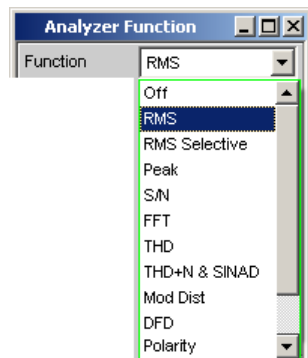 Analyzer Function
Function RMS
Off
RMS
RMS Selective
Peak
S/N
FFT
THD
THD+N & SINAD
Mod Dist
DFD
Polarity